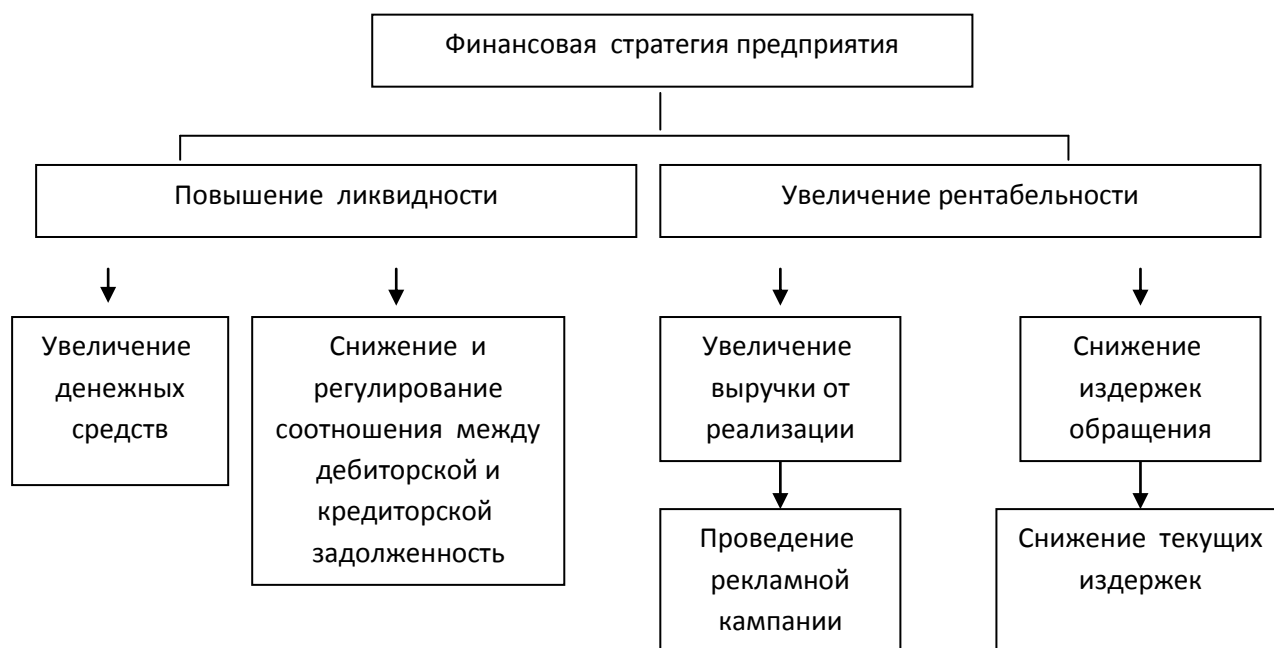 Финансовая стратегия предприятия
Повышение ликвидности
Увеличение рентабельности
Увеличение
денежных
средств
Снижение и
регулирование
соотношения между
дебиторской и
кредиторской
задолженность
Увеличение
выручки от
реализации
Снижение
издержек
обращения
Проведение
рекламной
кампании
Снижение текущих
издержек